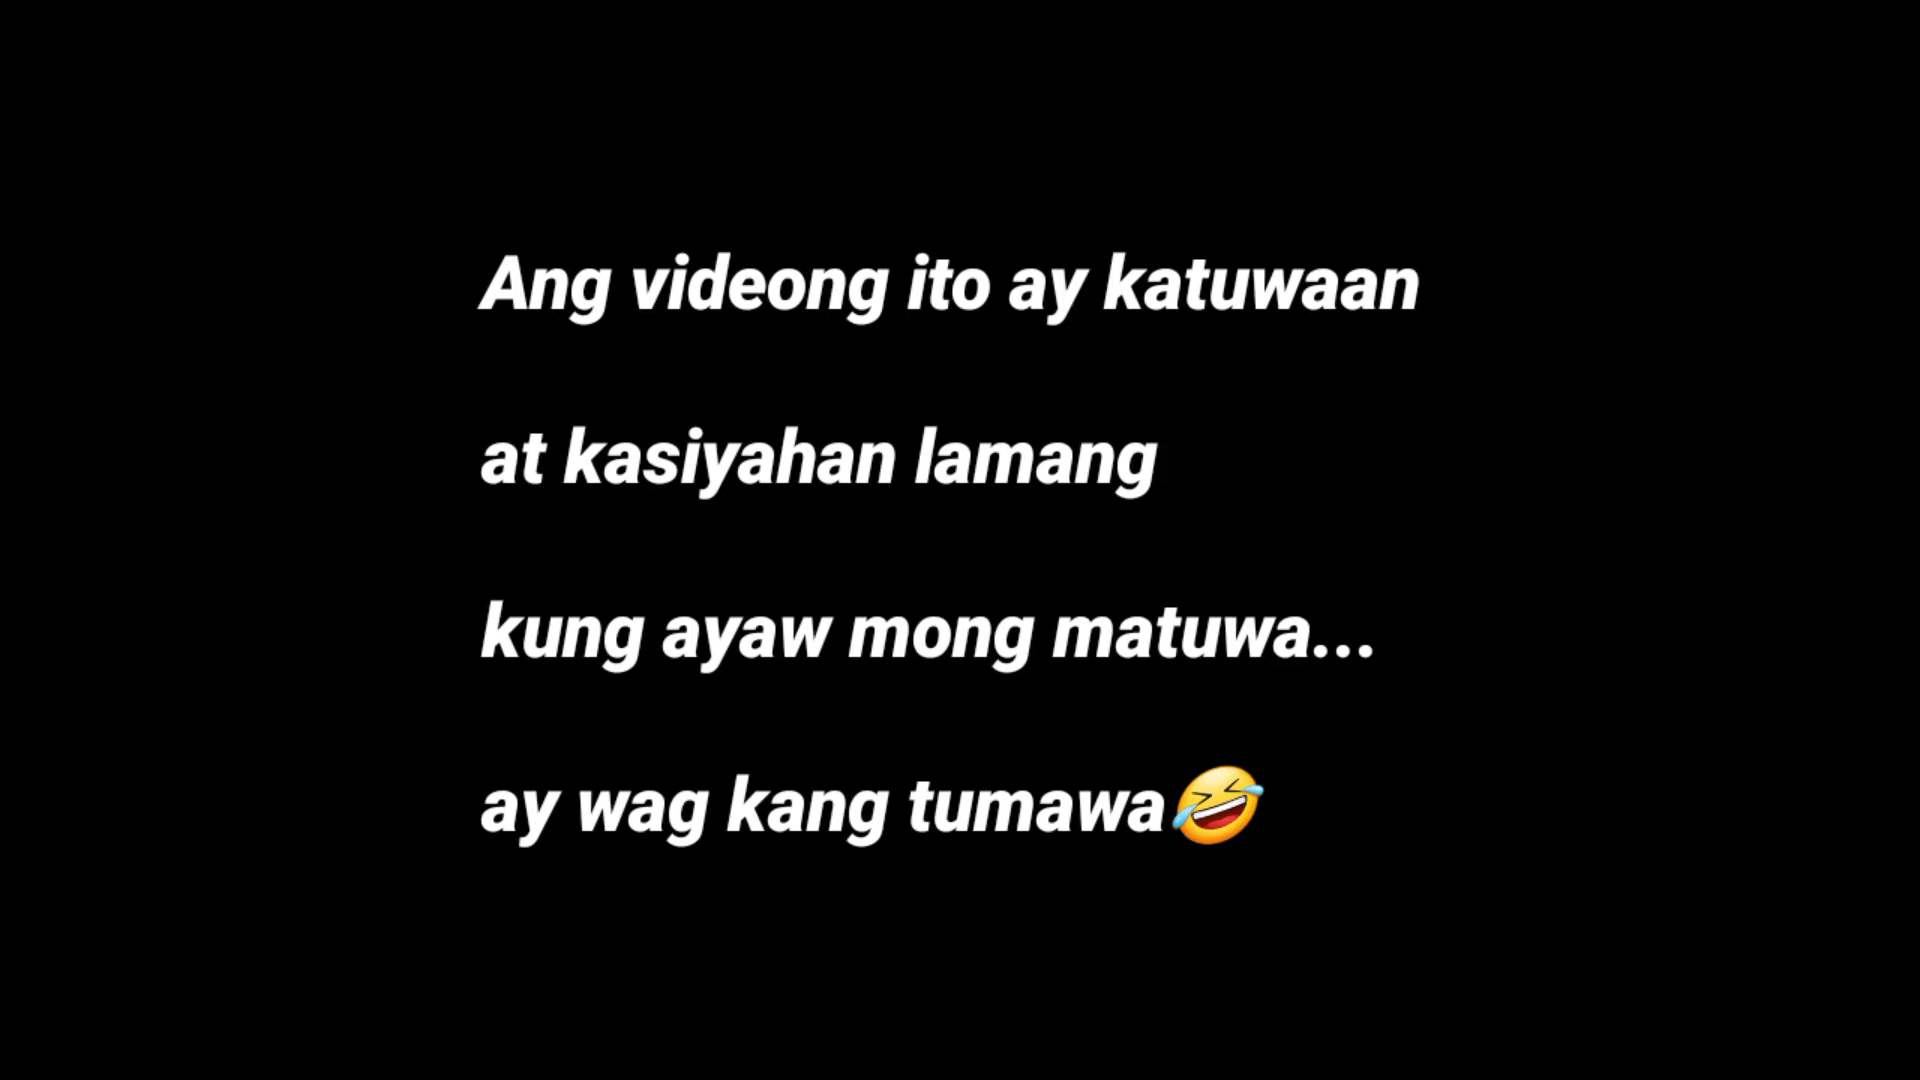 Ang videong ito ay katuwaan
at kasiyahan lamang
kung ayaw mong matuwa...
ay wag kang tumawa🤣